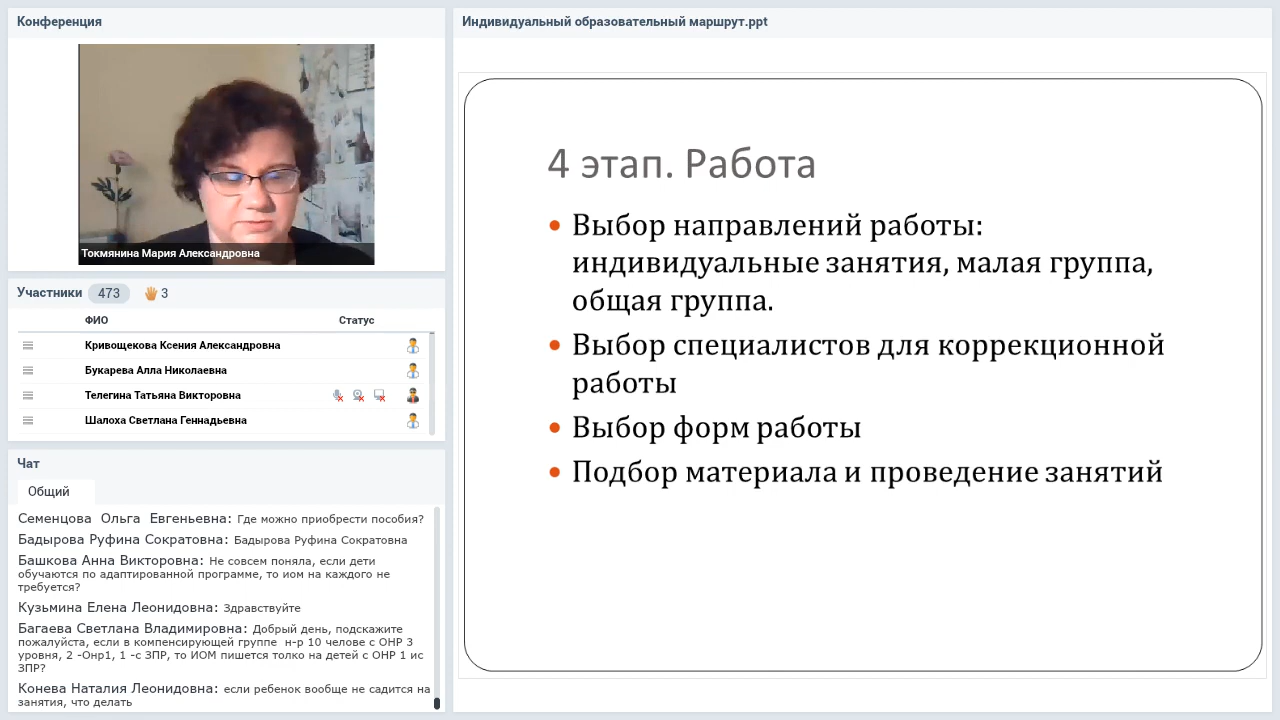 Конференция
Токмянина Мария Александровна
Участники 473 3
ФИО Статус
Кривощекова Ксения Александровна
Букарева Алла Николаевна
Телегина Татьяна Викторовна
Шалоха Светлана Геннадьевна
Чат
Общий
Семенцова Ольга Евгеньевна: Где можно приобрести пособия?
Бадырова Руфина Сократовна: Бадырова Руфина Сократовна
Башкова Анна Викторовна: Не совсем поняла, если дети
обучаются по адаптированной программе, то иом на каждого не
требуется?
Кузьмина Елена Леонидовна: Здравствуйте
Багаева Светлана Владимировна: Добрый день, подскажите
пожалуйста, если в компенсирующей группе н-р 10 челове с ОНР 3
уровня, 2 -Онр1, 1 -с ЗПР, то ИОМ пишется толко на детей с ОНР 1 ис
ЗПР?
Конева Наталия Леонидовна: если ребенок вообще не садится на
занятия, что делать
Индивидуальный образовательный маршрут.ppt
4 этап. Работа
• Выбор направлений работы:
индивидуальные занятия, малая группа,
общая группа.
• Выбор специалистов для коррекционной
работы
• Выбор форм работы
• Подбор материала и проведение занятий